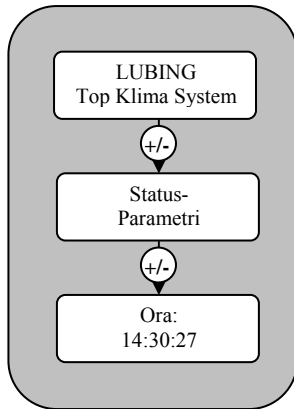 LUBING
Top Klima System
+/-
Status-
Parametri
+/-
Ora:
14:30:27